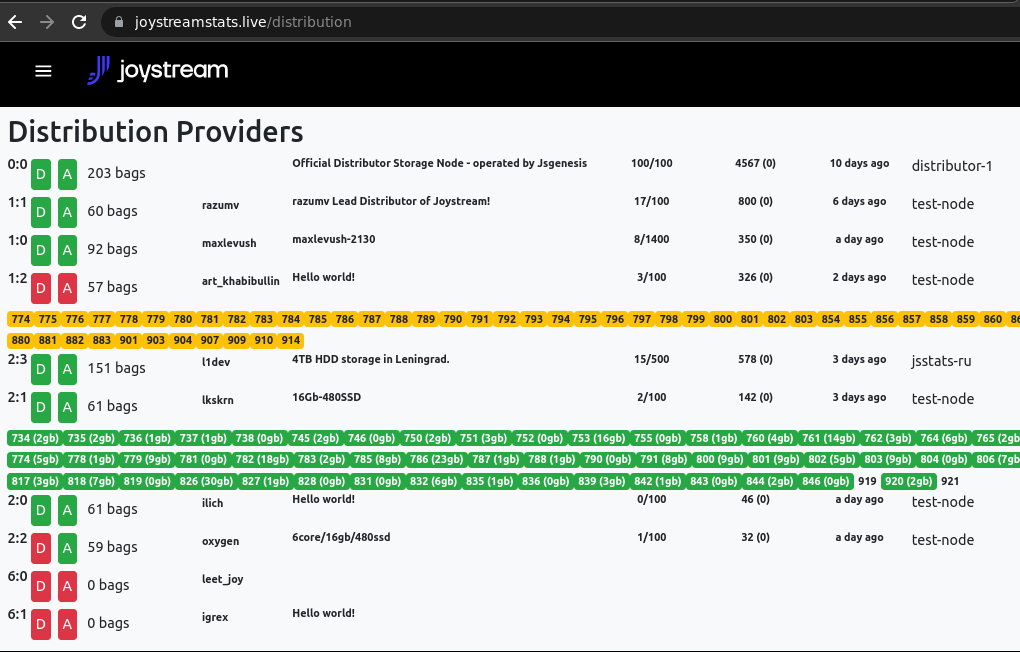 joystreamstats.live/distribution
joystream
Distribution Providers
0:0 D A 203 bags Official Distributor Storage Node - operated by Jsgenesis 100/100 4567 (0) 10 days ago distributor-1
1:1 D A 60 bags razumv razumv Lead Distributor of Joystream! 17/100 800 (0) 6 days ago test-node
1:0 D A 92 bags maxlevush maxlevush-2130 8/1400 350 (0) a day ago test-node
1:2 D A 57 bags art_khabibullin Hello world! 3/100 326 (0) 2 days ago test-node
774 775 776 777 778 779 780 781 782 783 784 785 786 787 788 789 790 791 792 793 794 795 796 797 798 799 800 801 802 803 854 855 856 857 858 859 860
880 881 882 883 901 903 904 907 909 910 914
2:3 D A 151 bags l1dev 4TB HDD storage in Leningrad. 15/500 578 (0) 3 days ago jsstats-ru
2:1 D A 61 bags lkskrn 16Gb-480SSD 2/100 142 (0) 3 days ago test-node
734 (2gb) 735 (2gb) 736 (1gb) 737 (1gb) 738 (0gb) 745 (2gb) 746 (0gb) 750 (2gb) 751 (3gb) 752 (0gb) 753 (16gb) 755 (0gb) 758 (1gb) 760 (4gb) 761 (14gb) 762 (3gb) 764 (6gb) 765 (2gb
774 (5gb) 778 (1gb) 779 (9gb) 781 (0gb) 782 (18gb) 783 (2gb) 785 (8gb) 786 (23gb) 787 (1gb) 788 (1gb) 790 (0gb) 791 (8gb) 800 (9gb) 801 (9gb) 802 (5gb) 803 (9gb) 804 (0gb) 806 (7gb
817 (3gb) 818 (7gb) 819 (0gb) 826 (30gb) 827 (1gb) 828 (0gb) 831 (0gb) 832 (6gb) 835 (1gb) 836 (0gb) 839 (3gb) 842 (1gb) 843 (0gb) 844 (2gb) 846 (0gb) 919 920 (2gb) 921
2:0 D A 61 bags ilich Hello world! 0/100 46 (0) a day ago test-node
2:2 D A 59 bags oxygen 6core/16gb/480ssd 1/100 32 (0) a day ago test-node
6:0 D A 0 bags leet_joy
6:1 D A 0 bags igrex Hello world!